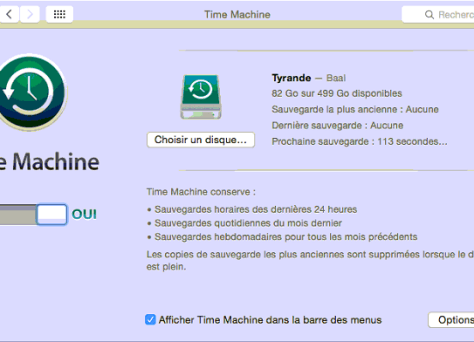 Time Machine
Recherc
Tyrande — Baal
82 Go sur 499 Go disponibles
Sauvegarde la plus ancienne : Aucune
Dernière sauvegarde : Aucune
Prochaine sauvegarde : 113 secondes...
Choisir un disque...
e Machine
OUI
Time Machine conserve :
• Sauvegardes horaires des dernières 24 heures
• Sauvegardes quotidiennes du mois dernier
• Sauvegardes hebdomadaires pour tous les mois précédents
Les copies de sauvegarde les plus anciennes sont supprimées lorsque le d
est plein.
Afficher Time Machine dans la barre des menus
Options